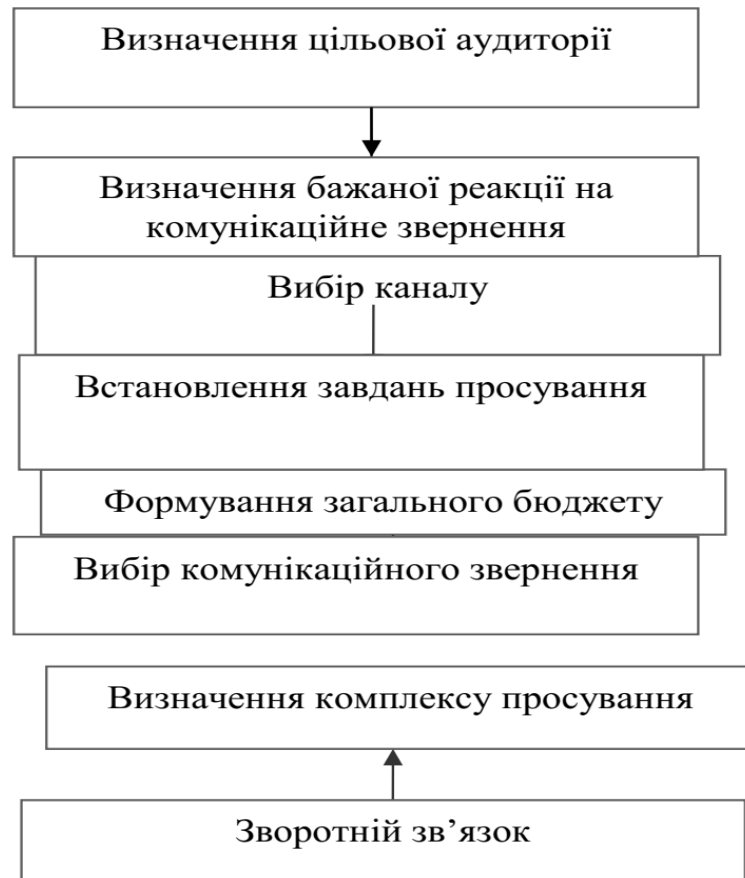 Визначення цільової аудиторії
Визначення бажаної реакції на
комунікаційне звернення
Вибір каналу
Встановлення завдань просування
Формування загального бюджету
Вибір комунікаційного звернення
Визначення комплексу просування
Зворотній зв’язок